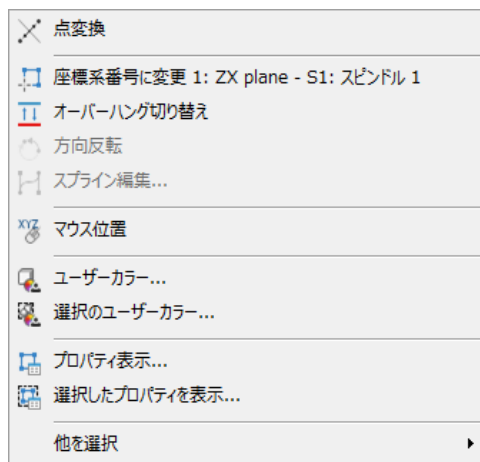 点変換
座標系番号に変更 1: ZX plane - S1: スピンドル 1
オーバーハング切り替え
方向反転
スプライン編集...
XYZ マウス位置
ユーザーカラー...
選択のユーザーカラー...
プロパティ表示...
選択したプロパティを表示...
他を選択